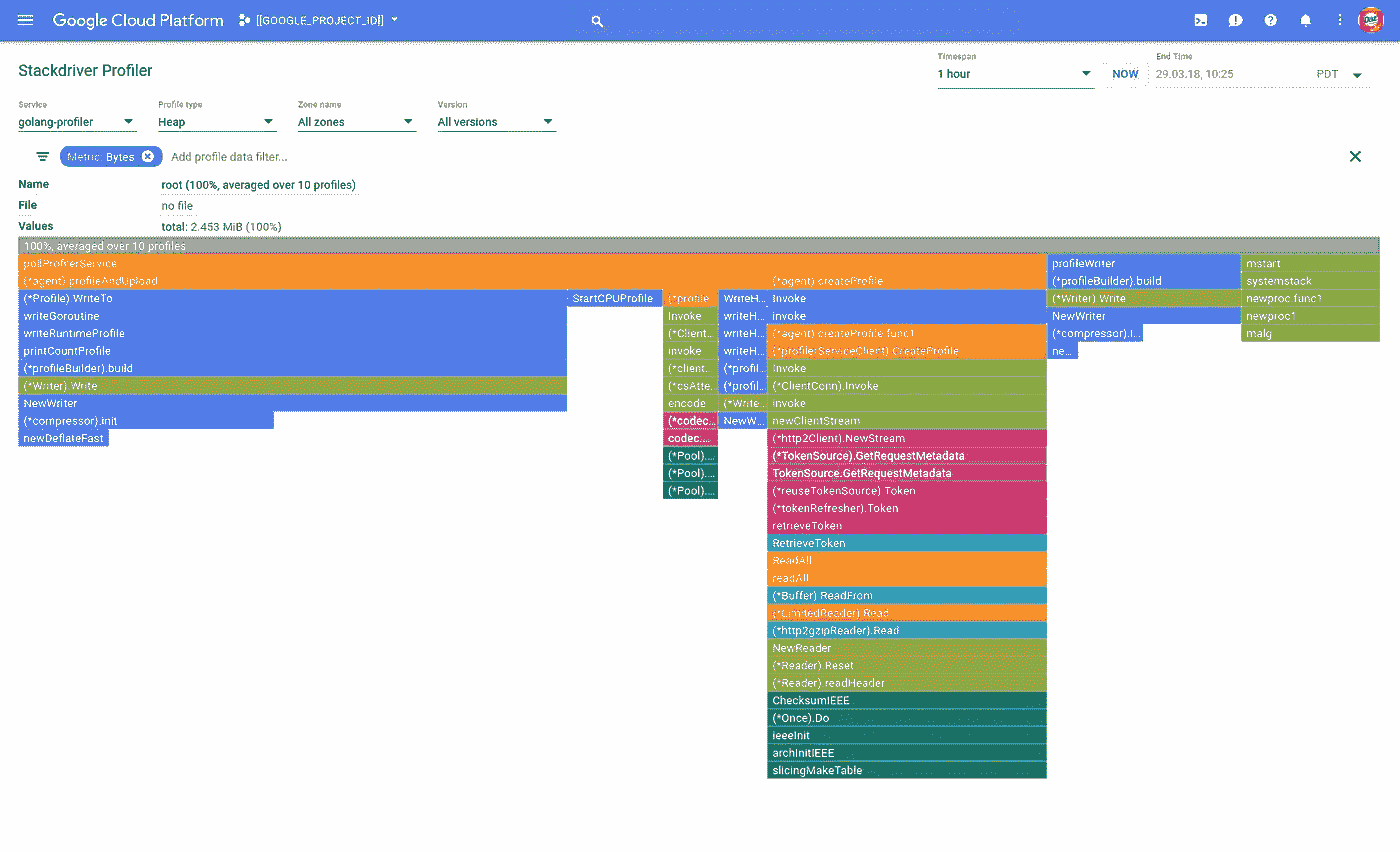 Google Cloud Platform [[GOOGLE_PROJECT_ID]]
Stackdriver Profiler
Timespan
1 hour
NOW
End Time
29.03.18, 10:25 PDT
Service
golang-profiler
Profile type
Heap
Zone name
All zones
Version
All versions
Metric: Bytes
Add profile data filter...
Name root (100%, averaged over 10 profiles)
File no file
Values total: 2.453 MiB (100%)
100%, averaged over 10 profiles
pollProfilerService profileWriter mstart
(*agent).profileAndUpload (*agent).createProfile (*profileBuilder).build systemstack
(*Profile).WriteTo StartCPUProfile (*profile... WriteH... Invoke (*Writer).Write newproc.func1
writeGoroutine Invoke writeH... invoke NewWriter newproc1
writeRuntimeProfile (*Client... writeH... (*agent).createProfile.func1 (*compressor).i... malg
printCountProfile invoke writeH... (*profilerServiceClient).CreateProfile ne...
(*profileBuilder).build (*client... (*profil... Invoke
(*Writer).Write (*csAtte... (*profil... (*ClientConn).Invoke
NewWriter encode (*Write... invoke
(*compressor).init (*codec... NewW... newClientStream
newDeflateFast codec.... (*http2Client).NewStream
(*Pool).... (*TokenSource).GetRequestMetadata
(*Pool).... TokenSource.GetRequestMetadata
(*Pool).... (*reuseTokenSource).Token
(*tokenRefresher).Token
retrieveToken
RetrieveToken
ReadAll
readAll
(*Buffer).ReadFrom
(*LimitedReader).Read
(*http2gzipReader).Read
NewReader
(*Reader).Reset
(*Reader).readHeader
ChecksumIEEE
(*Once).Do
ieeeInit
archInitIEEE
slicingMakeTable